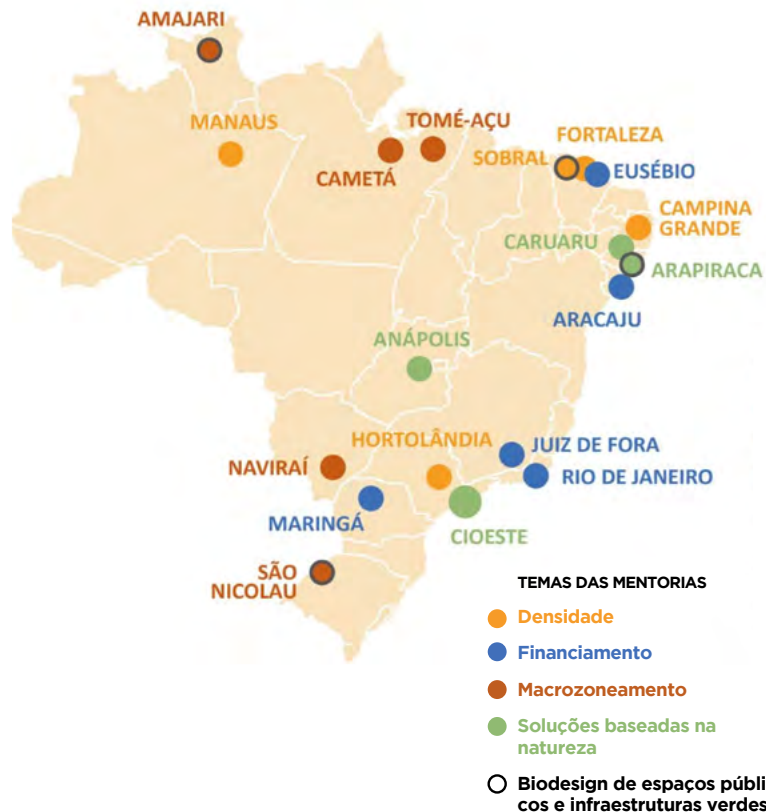 AMAJARI
MANAUS
TOMÉ-AÇU
CAMETÁ
FORTALEZA
SOBRAL
EUSÉBIO
CAMPINA
GRANDE
CARUARU
ARAPIRACA
ARACAJU
ANÁPOLIS
HORTOLÂNDIA
JUIZ DE FORA
NAVIRAÍ
RIO DE JANEIRO
MARINGÁ
CIOESTE
SÃO
NICOLAU
TEMAS DAS MENTORIAS
Densidade
Financiamento
Macrozoneamento
Soluções baseadas na
natureza
Biodesign de espaços públi
cos e infraestruturas verdes